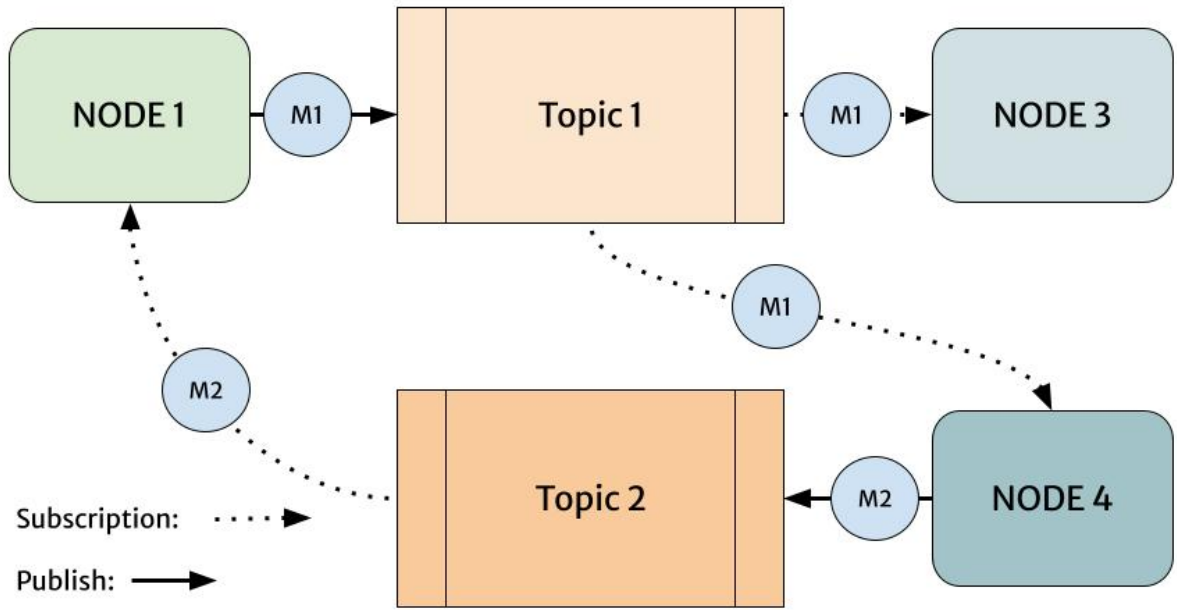 NODE 1
M1
Topic 1
M1
NODE 3
M1
M2
Topic 2
M2
NODE 4
Subscription:
Publish: